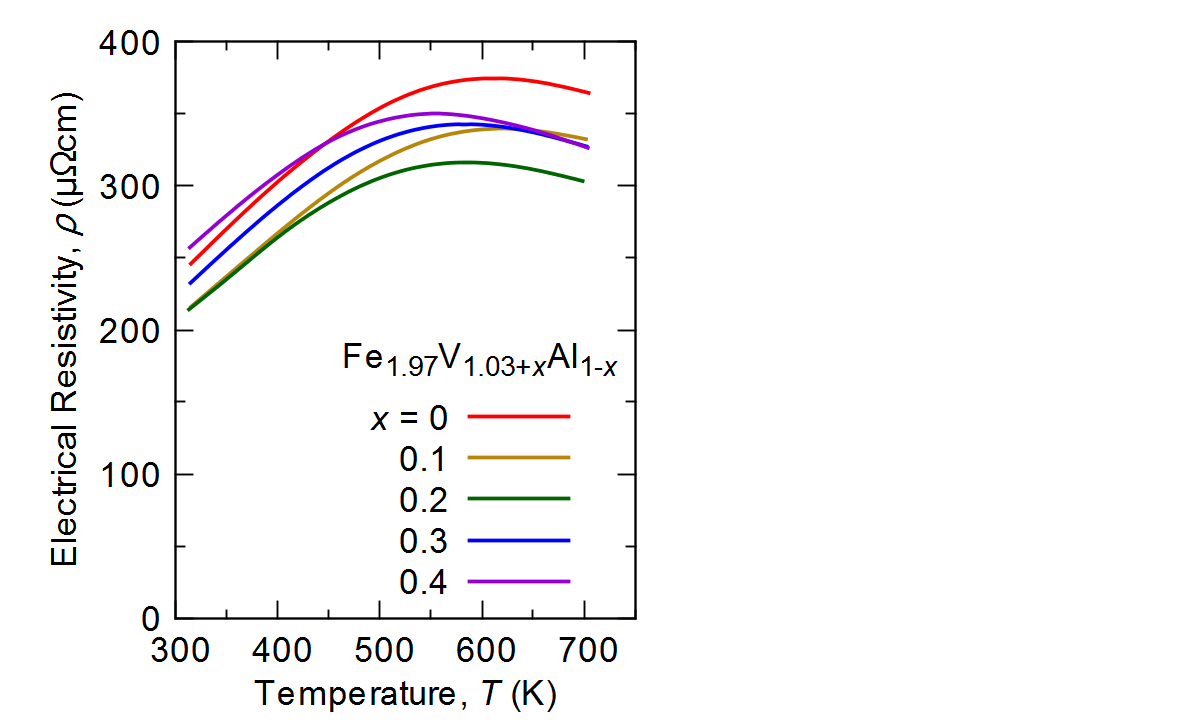 400
300
200
100
0
Electrical Resistivity, ρ (μΩcm)
Fe1.97V1.03+xAl1-x
x = 0
0.1
0.2
0.3
0.4
300 400 500 600 700
Temperature, T (K)